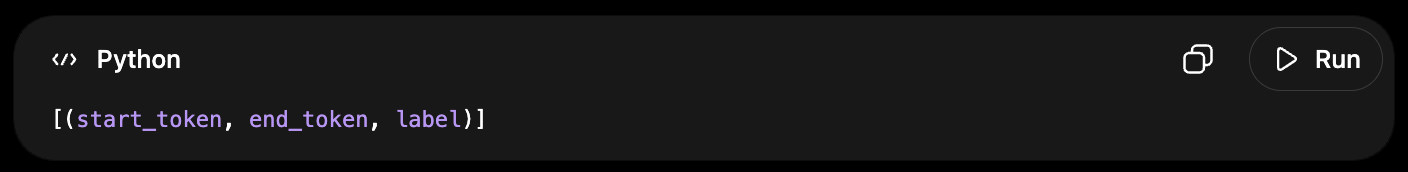 Python Run
[(start_token, end_token, label)]